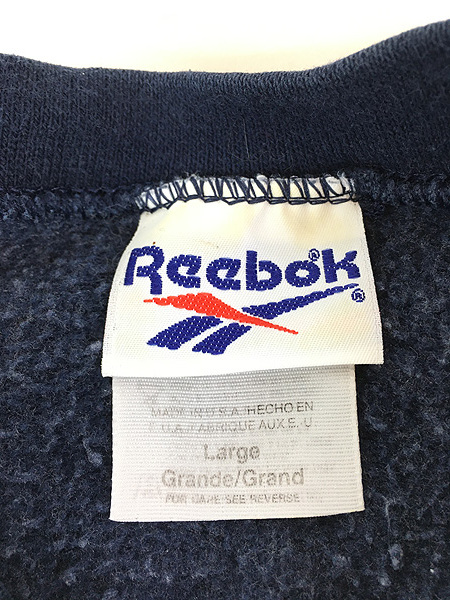 Reebok®
®
MADE IN U.S.A./HECHO EN
U.A./FABRIQUE AUX E.-U
Large
Grande/Grand
FOR CARE SEE REVERSE